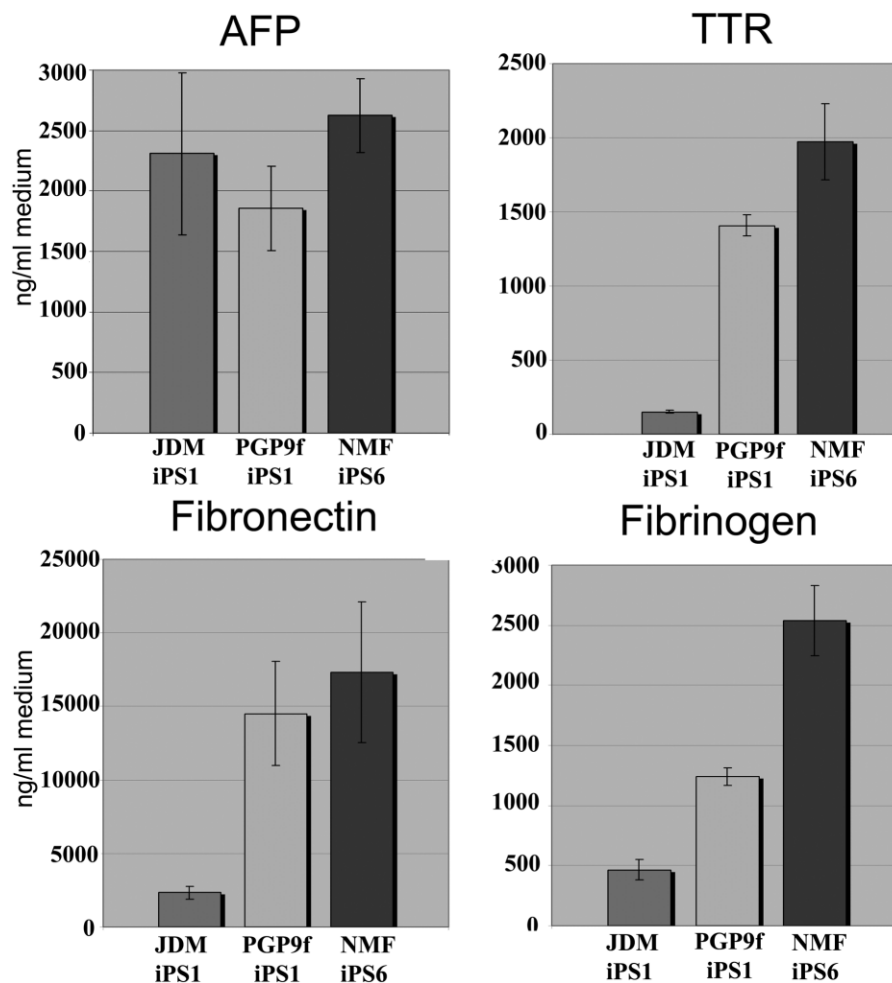 AFP
3000
2500
2000
1500
1000
500
0
ng/ml medium
JDM PGP9f NMF
iPS1 iPS1 iPS6
TTR
2500
2000
1500
1000
500
0
JDM PGP9f NMF
iPS1 iPS1 iPS6
Fibronectin
25000
20000
15000
10000
5000
0
ng/ml medium
JDM PGP9f NMF
iPS1 iPS1 iPS6
Fibrinogen
3000
2500
2000
1500
1000
500
0
JDM PGP9f NMF
iPS1 iPS1 iPS6